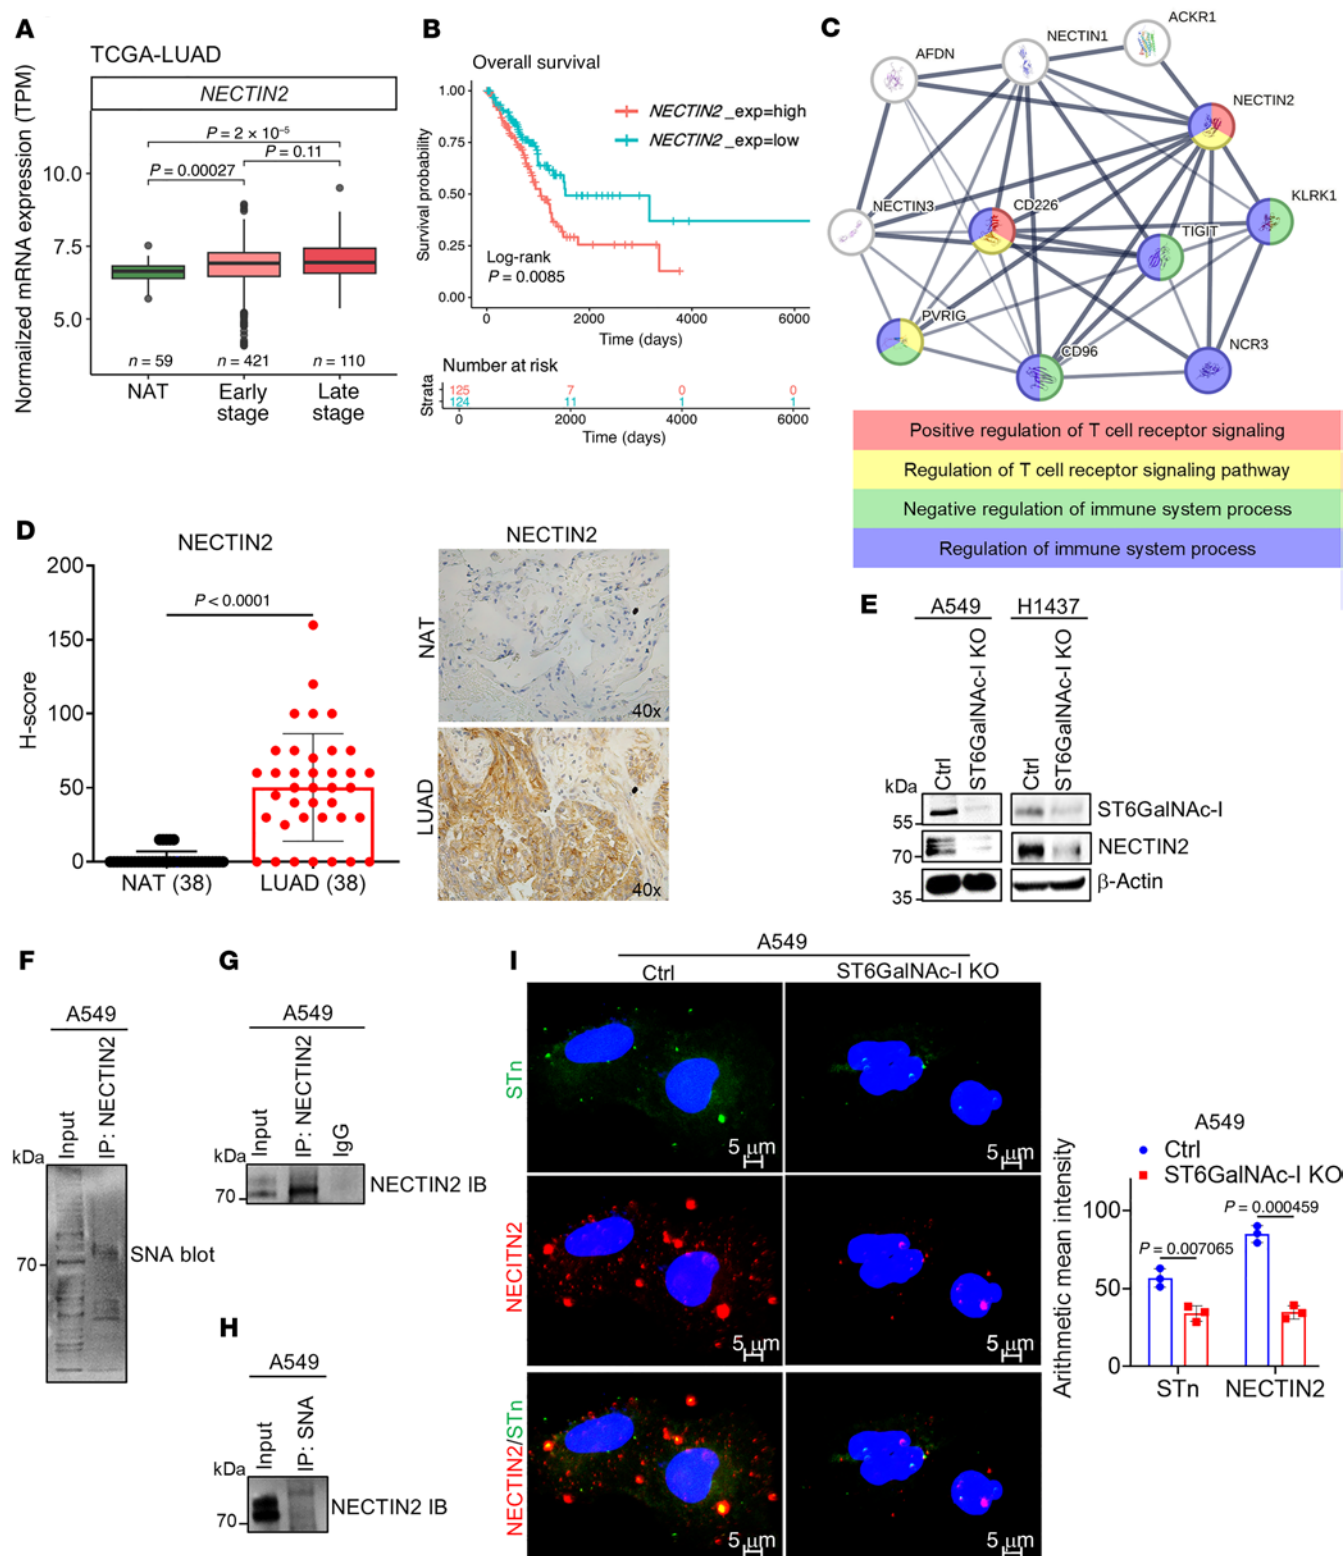 A
TCGA-LUAD
NECTIN2
Normailzed mRNA expression (TPM)
10.0
7.5
5.0
P = 2 × 10⁻⁵
P = 0.11
P = 0.00027
n = 59
n = 421
n = 110
NAT
Early
stage
Late
stage
B
Overall survival
Survival probability
1.00
0.75
0.50
0.25
0.00
NECTIN2_exp=high
NECTIN2_exp=low
Log-rank
P = 0.0085
0
2000
4000
6000
Time (days)
Number at risk
Strata
125
7
0
0
124
11
1
1
0
2000
4000
6000
Time (days)
C
ACKR1
NECTIN1
AFDN
NECTIN2
KLRK1
NECTIN3
CD226
TIGIT
PVRIG
CD96
NCR3
Positive regulation of T cell receptor signaling
Regulation of T cell receptor signaling pathway
Negative regulation of immune system process
Regulation of immune system process
D
NECTIN2
H-score
200
150
100
50
0
P < 0.0001
NAT (38)
LUAD (38)
NECTIN2
NAT
40x
LUAD
40x
E
A549
H1437
Ctrl
ST6GalNAc-I KO
Ctrl
ST6GalNAc-I KO
kDa
55
ST6GalNAc-I
70
NECTIN2
35
β-Actin
F
A549
Input
IP: NECTIN2
kDa
70
SNA blot
G
A549
Input
IP: NECTIN2
IgG
kDa
70
NECTIN2 IB
H
A549
Input
IP: SNA
kDa
70
NECTIN2 IB
I
A549
Ctrl
ST6GalNAc-I KO
STn
5 μm
5 μm
NECITN2
5 μm
5 μm
NECTIN2/STn
5 μm
5 μm
A549
Ctrl
ST6GalNAc-I KO
Arithmetic mean intensity
100
50
0
P = 0.000459
P = 0.007065
STn
NECTIN2